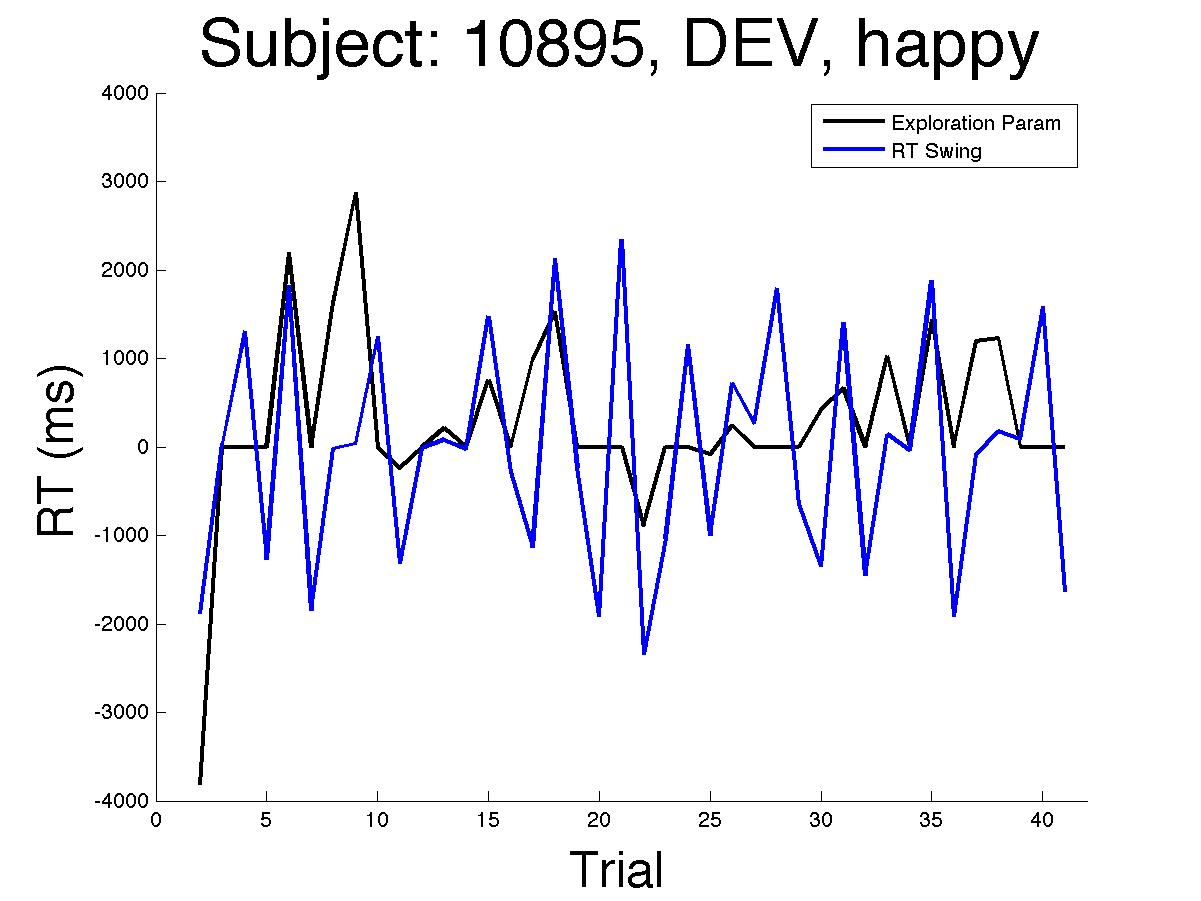 Subject: 10895, DEV, happy
Exploration Param
RT Swing
4000
3000
2000
1000
0
-1000
-2000
-3000
-4000
RT (ms)
0 5 10 15 20 25 30 35 40
Trial